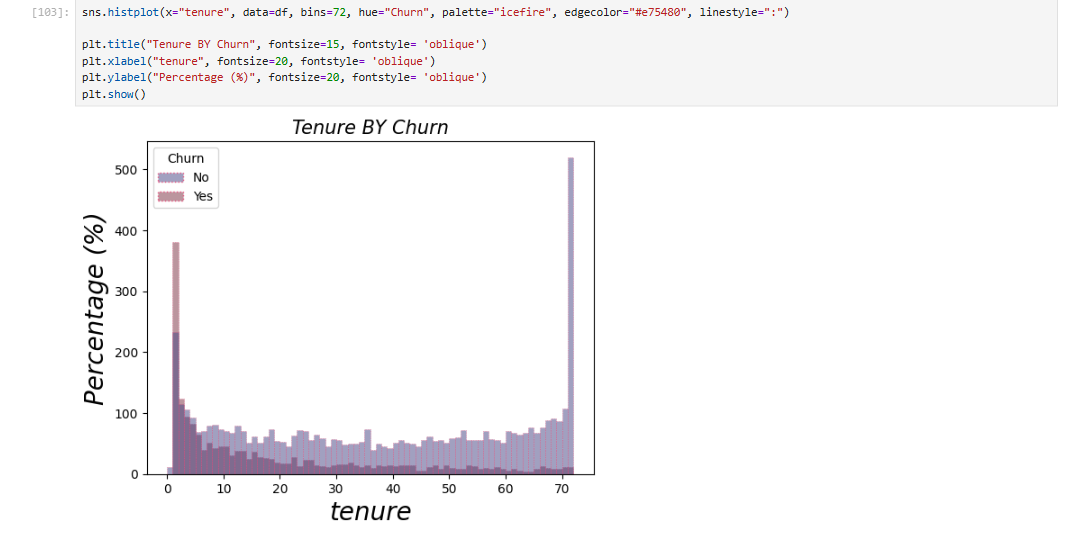 [103]: sns.histplot(x="tenure", data=df, bins=72, hue="Churn", palette="icefire", edgecolor="#e75480", linestyle=":")
plt.title("Tenure BY Churn", fontsize=15, fontstyle= 'oblique')
plt.xlabel("tenure", fontsize=20, fontstyle= 'oblique')
plt.ylabel("Percentage (%)", fontsize=20, fontstyle= 'oblique')
plt.show()
Tenure BY Churn
Churn
No
Yes
Percentage (%)
500
400
300
200
100
0
0 10 20 30 40 50 60 70
tenure